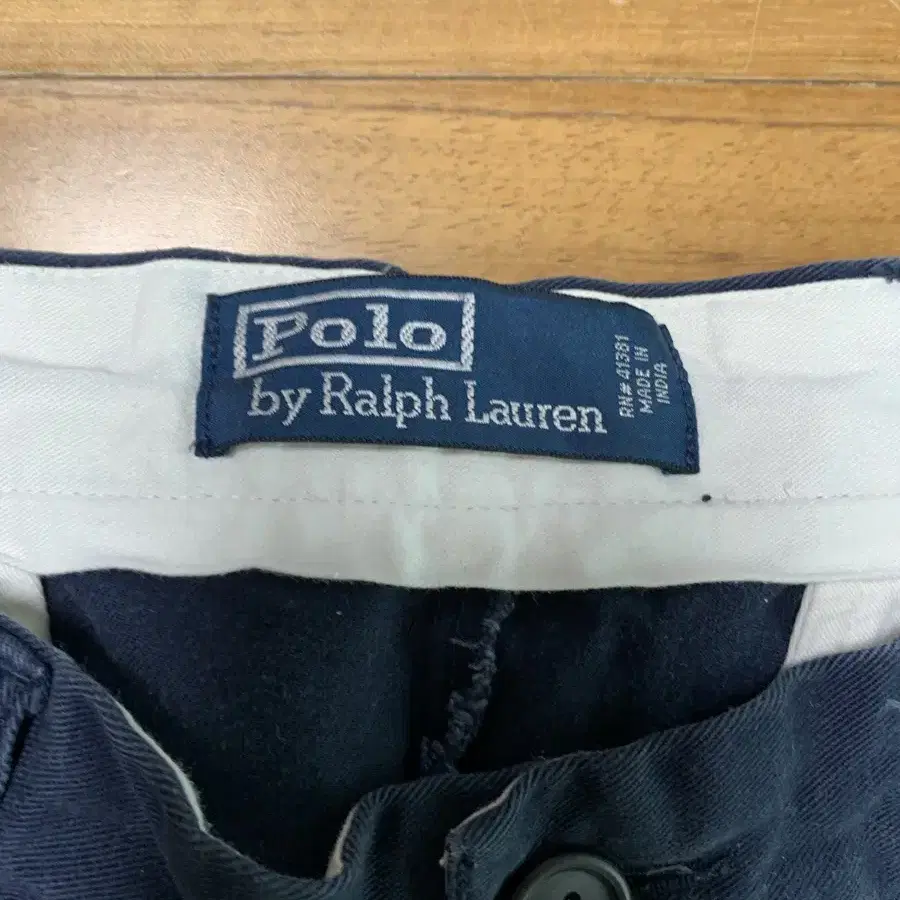 Polo
by Ralph Lauren
RN# 41381
MADE IN
INDIA